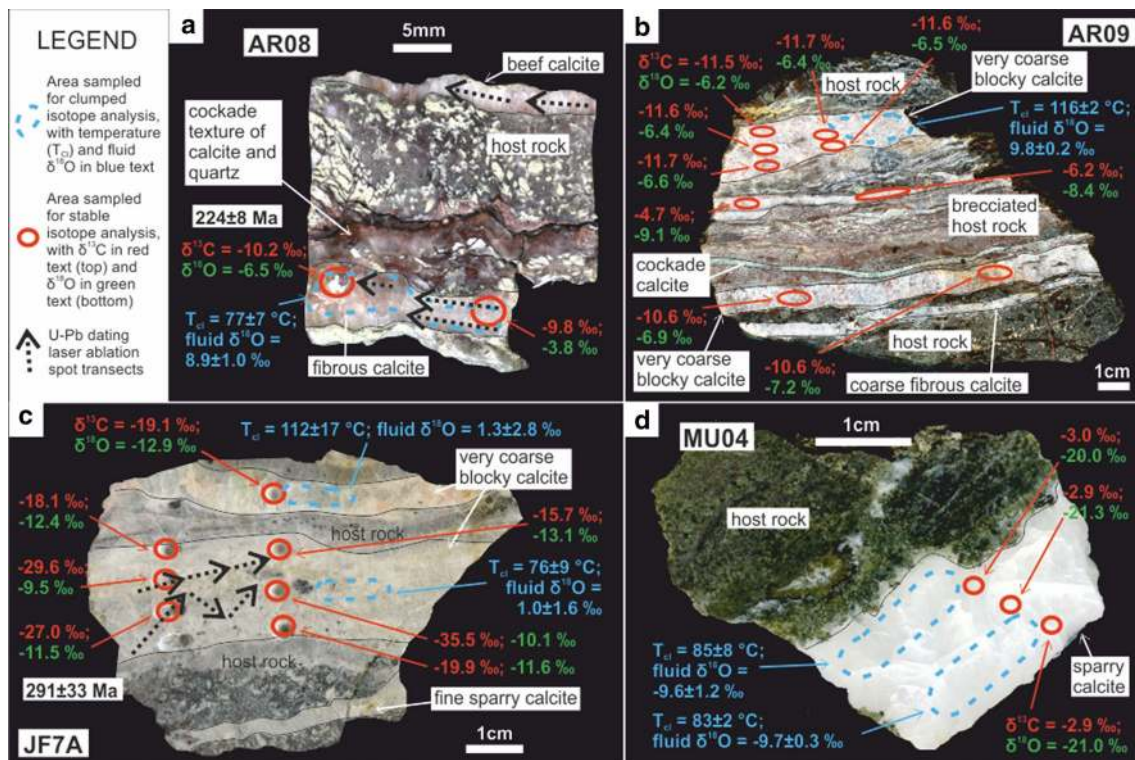 LEGEND
Area sampled
for clumped
isotope analysis,
with temperature
(Tcl) and fluid
δ¹⁸O in blue text
Area sampled
for stable
isotope analysis,
with δ¹³C in red
text (top) and
δ¹⁸O in green
text (bottom)
U-Pb dating
laser ablation
spot transects
a
AR08
5mm
beef calcite
cockade
texture of
calcite and
quartz
host rock
224±8 Ma
δ¹³C = -10.2 ‰;
δ¹⁸O = -6.5 ‰
Tcl = 77±7 °C;
fluid δ¹⁸O =
8.9±1.0 ‰
fibrous calcite
-9.8 ‰;
-3.8 ‰
b
AR09
-11.6 ‰;
-6.5 ‰
-11.7 ‰;
-6.4 ‰
δ¹³C = -11.5 ‰;
δ¹⁸O = -6.2 ‰
host rock
very coarse
blocky calcite
-11.6 ‰;
-6.4 ‰
Tcl = 116±2 °C;
fluid δ¹⁸O =
9.8±0.2 ‰
-11.7 ‰;
-6.6 ‰
-6.2 ‰;
-8.4 ‰
-4.7 ‰;
-9.1 ‰
brecciated
host rock
cockade
calcite
-10.6 ‰;
-6.9 ‰
host rock
very coarse
blocky calcite
-10.6 ‰;
-7.2 ‰
coarse fibrous calcite
1cm
c
δ¹³C = -19.1 ‰;
δ¹⁸O = -12.9 ‰
Tcl = 112±17 °C; fluid δ¹⁸O = 1.3±2.8 ‰
very coarse
blocky calcite
-18.1 ‰;
-12.4 ‰
host rock
-15.7 ‰;
-13.1 ‰
-29.6 ‰;
-9.5 ‰
Tcl = 76±9 °C;
fluid δ¹⁸O =
1.0±1.6 ‰
-27.0 ‰;
-11.5 ‰
-35.5 ‰; -10.1 ‰
-19.9 ‰; -11.6 ‰
host rock
291±33 Ma
fine sparry calcite
JF7A
1cm
d
MU04
1cm
-3.0 ‰;
-20.0 ‰
-2.9 ‰;
-21.3 ‰
host rock
Tcl = 85±8 °C;
fluid δ¹⁸O =
-9.6±1.2 ‰
sparry
calcite
Tcl = 83±2 °C;
fluid δ¹⁸O = -9.7±0.3 ‰
δ¹³C = -2.9 ‰;
δ¹⁸O = -21.0 ‰